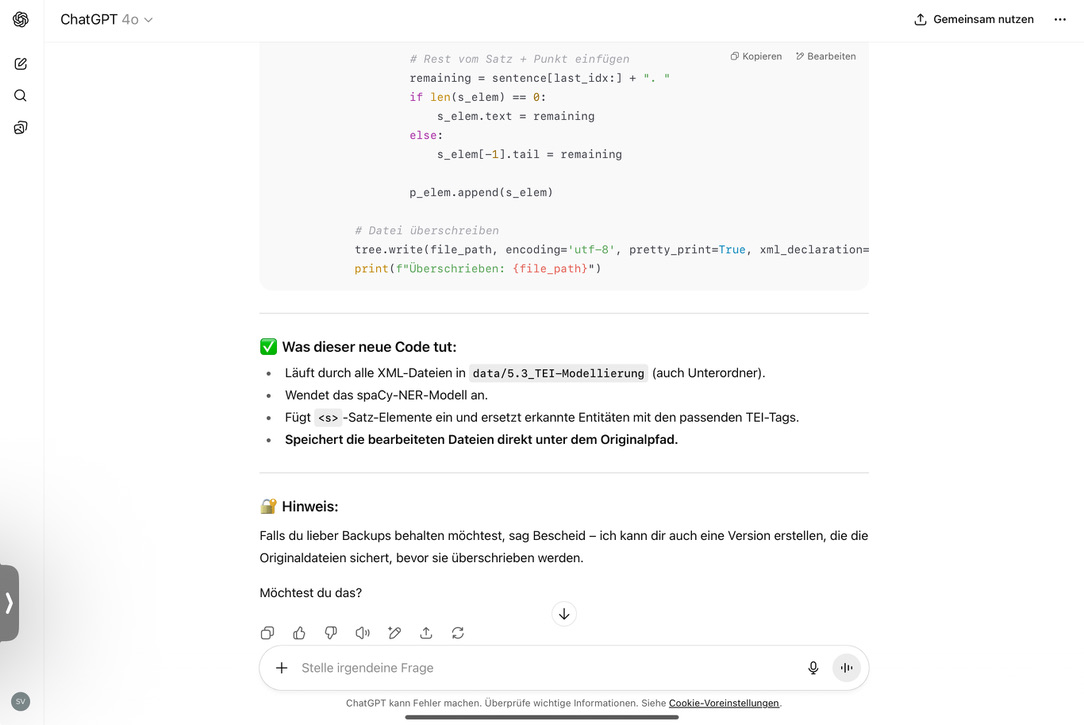 ChatGPT 4o
Gemeinsam nutzen
Kopieren
Bearbeiten
# Rest vom Satz + Punkt einfügen
remaining = sentence[last_idx:] + ". "
if len(s_elem) == 0:
    s_elem.text = remaining
else:
    s_elem[-1].tail = remaining
p_elem.append(s_elem)
# Datei überschreiben
tree.write(file_path, encoding='utf-8', pretty_print=True, xml_declaration=
print(f"Überschrieben: {file_path}")
✅ Was dieser neue Code tut:
• Läuft durch alle XML-Dateien in data/5.3_TEI-Modellierung (auch Unterordner).
• Wendet das spaCy-NER-Modell an.
• Fügt <s>-Satz-Elemente ein und ersetzt erkannte Entitäten mit den passenden TEI-Tags.
• Speichert die bearbeiteten Dateien direkt unter dem Originalpfad.
🔐 Hinweis:
Falls du lieber Backups behalten möchtest, sag Bescheid – ich kann dir auch eine Version erstellen, die die
Originaldateien sichert, bevor sie überschrieben werden.
Möchtest du das?
Stelle irgendeine Frage
SV
ChatGPT kann Fehler machen. Überprüfe wichtige Informationen. Siehe Cookie-Voreinstellungen.